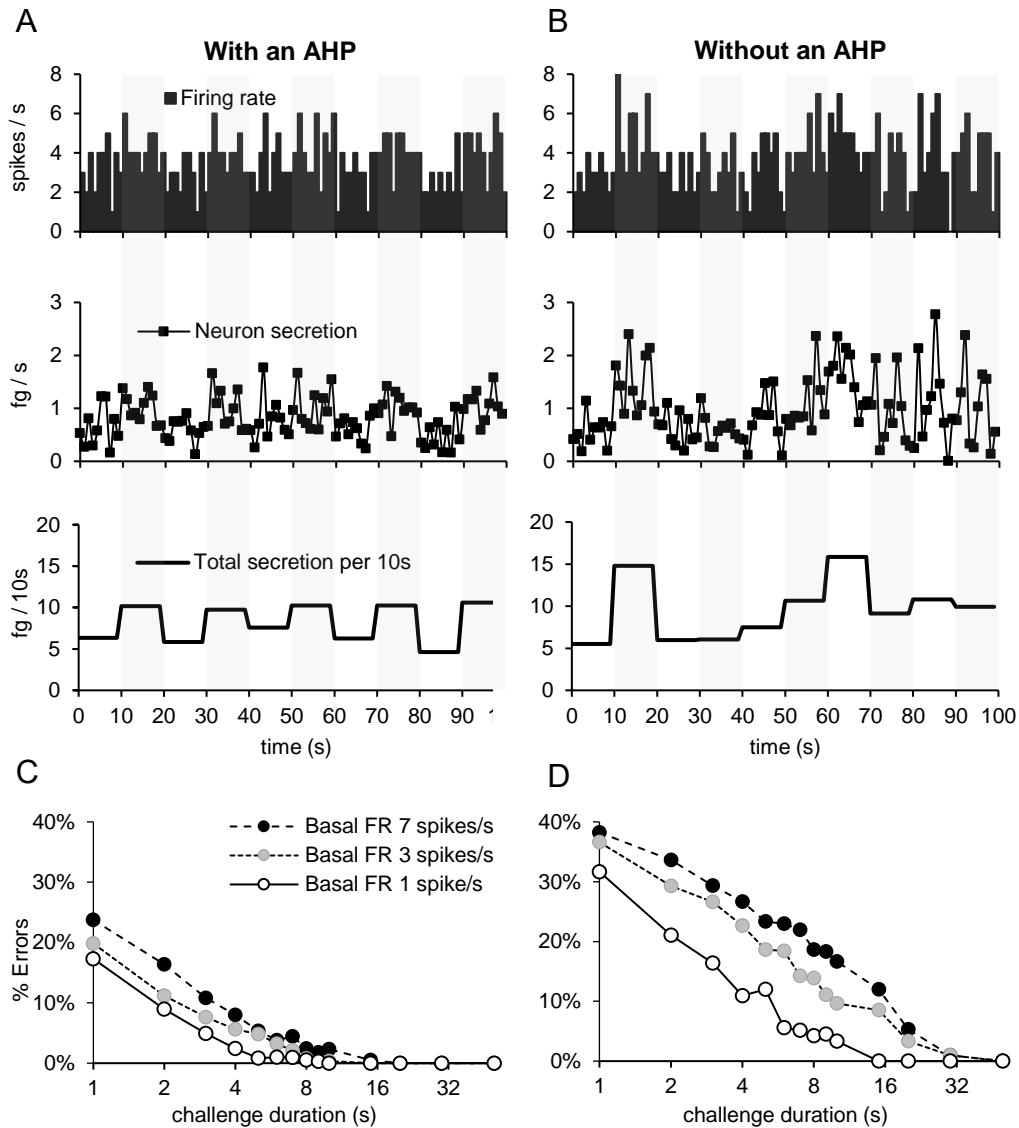 A
B
With an AHP
Without an AHP
8
6
4
2
0
spikes / s
Firing rate
8
6
4
2
0
3
2
1
0
fg / s
Neuron secretion
3
2
1
0
20
15
10
5
0
fg / 10s
Total secretion per 10s
0 10 20 30 40 50 60 70 80 90
time (s)
20
15
10
5
0
0 10 20 30 40 50 60 70 80 90 100
time (s)
C
D
40%
30%
20%
10%
0%
% Errors
Basal FR 7 spikes/s
Basal FR 3 spikes/s
Basal FR 1 spike/s
1 2 4 8 16 32
challenge duration (s)
40%
30%
20%
10%
0%
1 2 4 8 16 32
challenge duration (s)